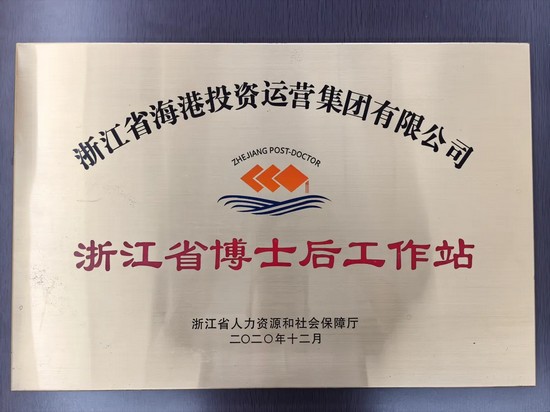 浙江省海港投资运营集团有限公司
ZHEJIANG POST-DOCTOR
浙江省博士后工作站
浙江省人力资源和社会保障厅
二〇二〇年十二月